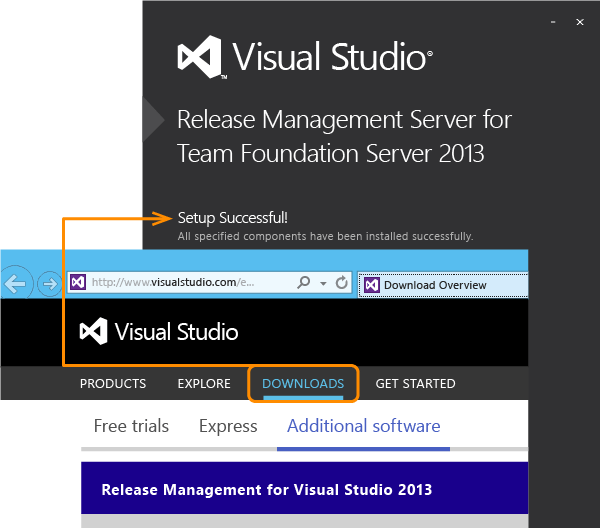 Visual Studio®
™
Release Management Server for
Team Foundation Server 2013
Setup Successful!
All specified components have been installed successfully.
http://www.visualstudio.com/e...
Download Overview
Visual Studio
PRODUCTS EXPLORE DOWNLOADS GET STARTED
Free trials Express Additional software
Release Management for Visual Studio 2013